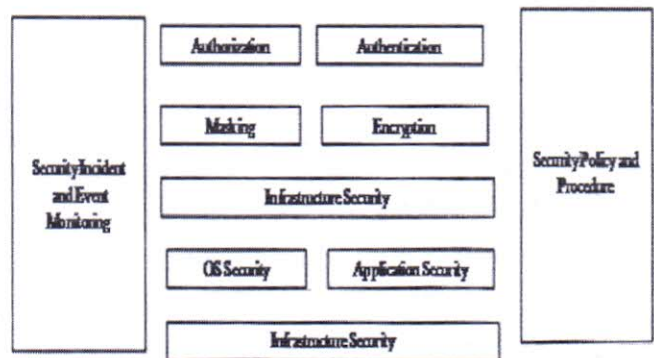 Authorization
Authentication
Masking
Encryption
Security Incident
and Event
Monitoring
Security Policy and
Procedure
Infrastructure Security
OS Security
Application Security
Infrastructure Security